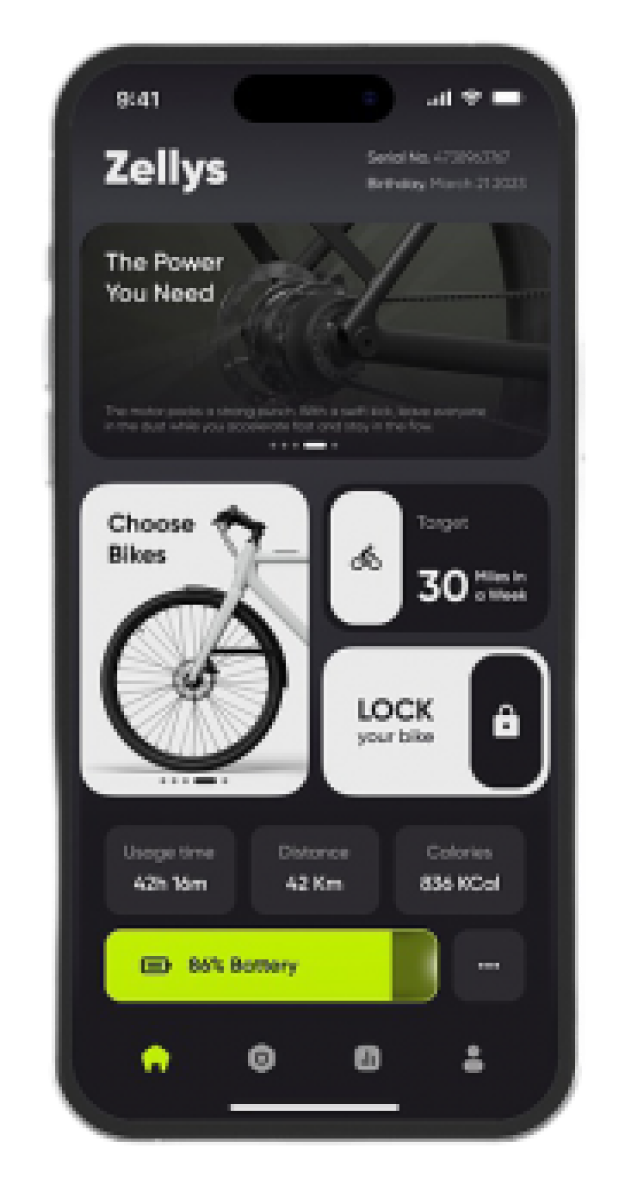 9:41
Zellys
Serial No. 4738963767
Birthday March 21 2023
The Power
You Need
The motor packs a strong punch. With a swift kick, leave everyone
in the dust while you accelerate fast and stay in the flow.
Choose
Bikes
Target
30 Miles in
a Week
LOCK
your bike
Usage time
Distance
Calories
42h 16m
42 Km
836 KCal
86% Battery